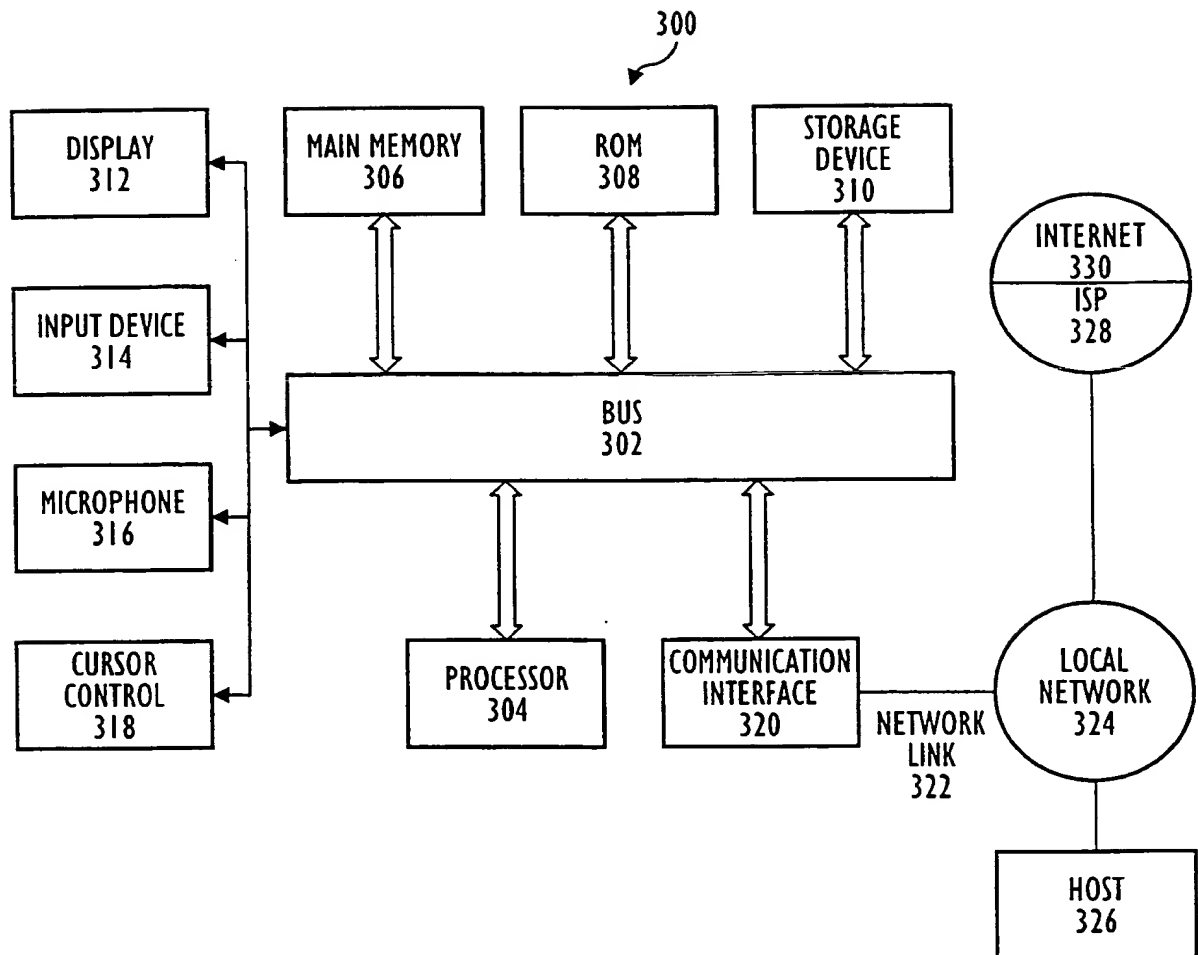 300
DISPLAY
312
MAIN MEMORY
306
ROM
308
STORAGE
DEVICE
310
INTERNET
330
ISP
328
INPUT DEVICE
314
BUS
302
MICROPHONE
316
CURSOR
CONTROL
318
PROCESSOR
304
COMMUNICATION
INTERFACE
320
NETWORK
LINK
322
LOCAL
NETWORK
324
HOST
326